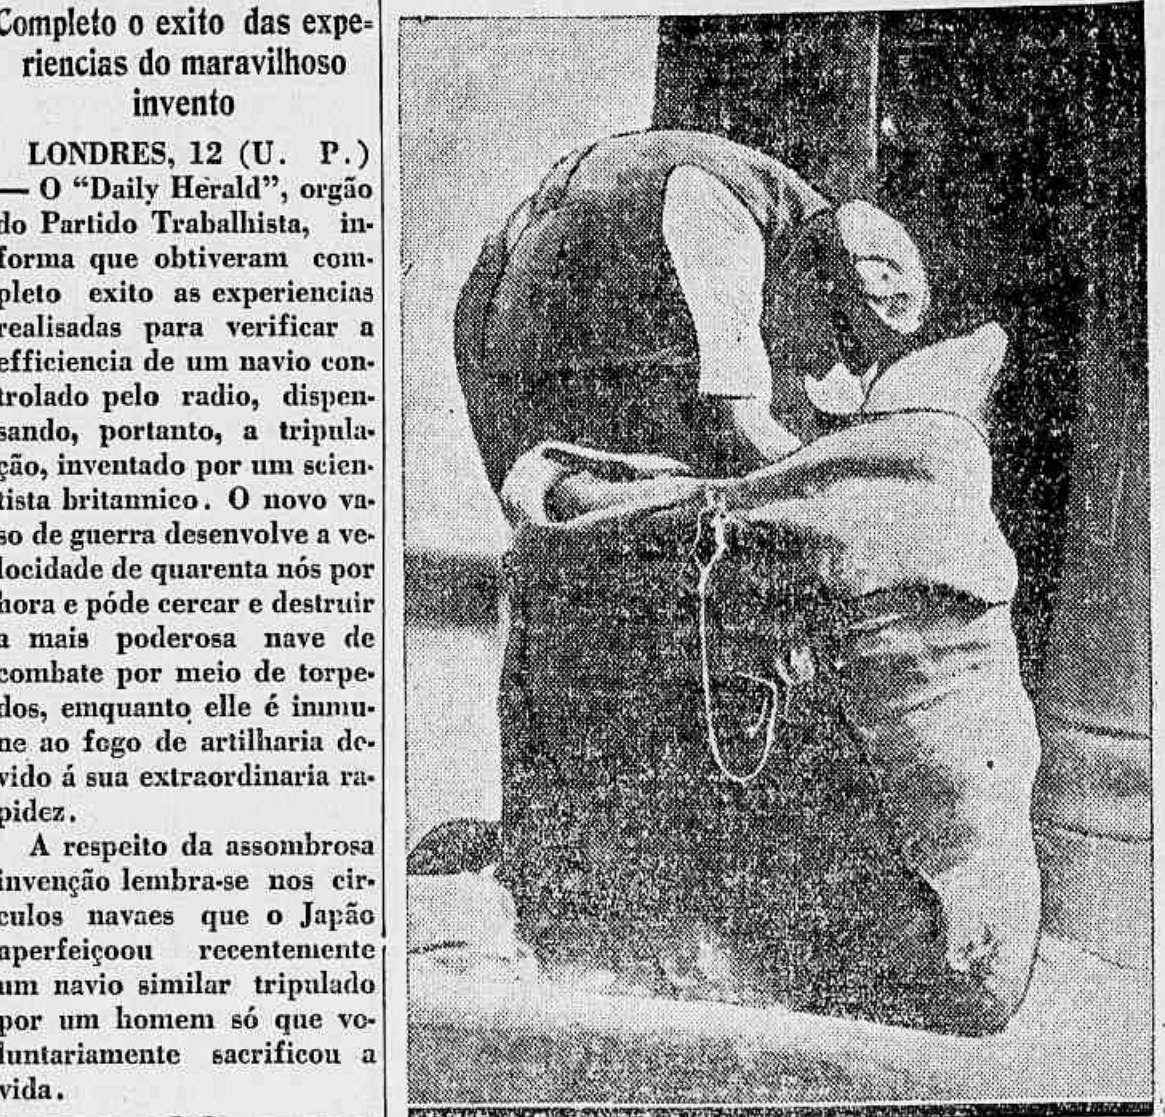 Completo o exito das expe=
riencias do maravilhoso
invento
LONDRES, 12 (U. P.)
— O "Daily Herald", orgão
do Partido Trabalhista, in-
forma que obtiveram com-
pleto exito as experiencias
realisadas para verificar a
efficiencia de um navio con-
trolado pelo radio, dispen-
sando, portanto, a tripula-
ção, inventado por um scien-
tista britannico. O novo va-
so de guerra desenvolve a ve-
locidade de quarenta nós por
hora e póde cercar e destruir
a mais poderosa nave de
combate por meio de torpe-
dos, emquanto elle é immu-
ne ao fogo de artilharia de-
vido á sua extraordinaria ra-
pidez.
A respeito da assombrosa
invenção lembra-se nos cir-
culos navaes que o Japão
aperfeiçoou recentemente
um navio similar tripulado
por um homem só que vo-
luntariamente sacrificou a
vida.